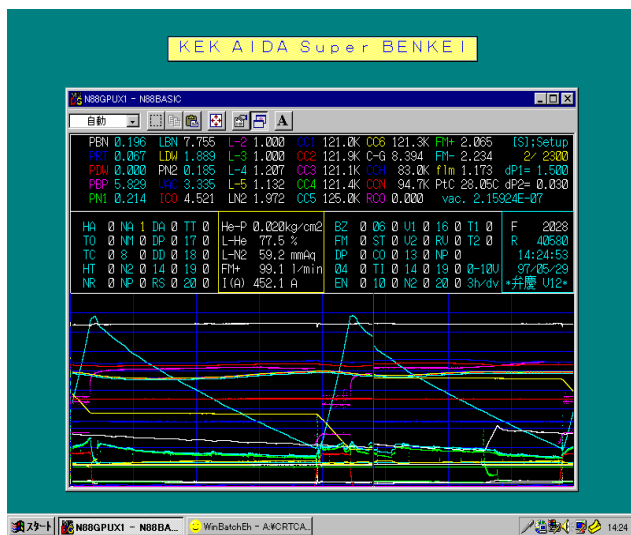 KEK AIDA Super BENKEI
N88GPUX1 - N88BASIC
自動
A
PBN 0.196 LBN 7.755 L-2 1.000 CC1 121.0K CC6 121.3K FM+ 2.065 [S];Setup
PRT 0.067 LDW 1.889 L-3 1.000 CC2 121.9K C-G 8.394 FM- 2.234 2/ 2300
PDW 0.000 PN2 0.185 L-4 1.207 CC3 121.1K 83.0K flm 1.173 dP1= 1.500
PBP 5.829 VAC 3.335 L-5 1.132 CC4 121.4K CCN 94.7K PtC 28.05C dP2= 0.030
PN1 0.214 ICO 4.521 LN2 1.972 CC5 125.0K RCO 0.000 vac. 2.15924E-07
HA 0 NA 1 DA 0 TT 0 He-P 0.020kg/cm2 BZ 0 06 0 V1 0 16 0 T1 0 F 2028
TO 0 NM 0 DP 0 17 0 L-He 77.5 % FM 0 ST 0 V2 0 RV 0 T2 0 R 40580
TC 0 8 0 DD 0 18 0 L-N2 59.2 mmAq DP 0 CO 0 13 0 NP 0 14:24:53
HT 0 N2 0 14 0 19 0 FM+ 99.1 l/min 04 0 TI 0 14 0 19 0 0-10V 97/05/29
NR 0 NP 0 RS 0 20 0 I(A) 452.1 A EN 0 10 0 N2 0 20 0 3h/dv *弁慶 V12*
スタート N88GPUX1 - N88BA... WinBatchEh - A:¥CRTCA... 14:24